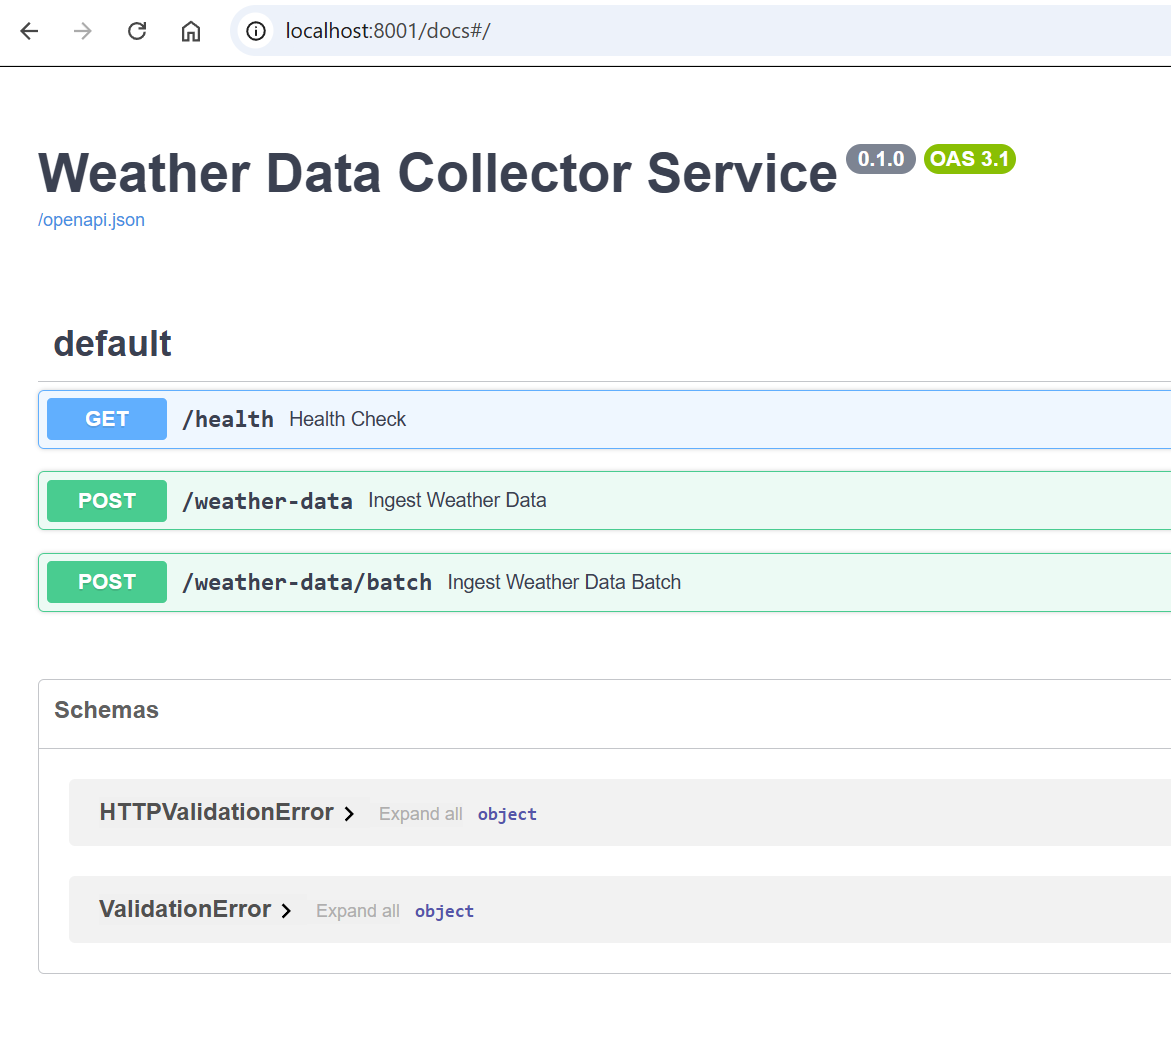 localhost:8001/docs#/
Weather Data Collector Service 0.1.0 OAS 3.1
/openapi.json
default
GET /health Health Check
POST /weather-data Ingest Weather Data
POST /weather-data/batch Ingest Weather Data Batch
Schemas
HTTPValidationError Expand all object
ValidationError Expand all object